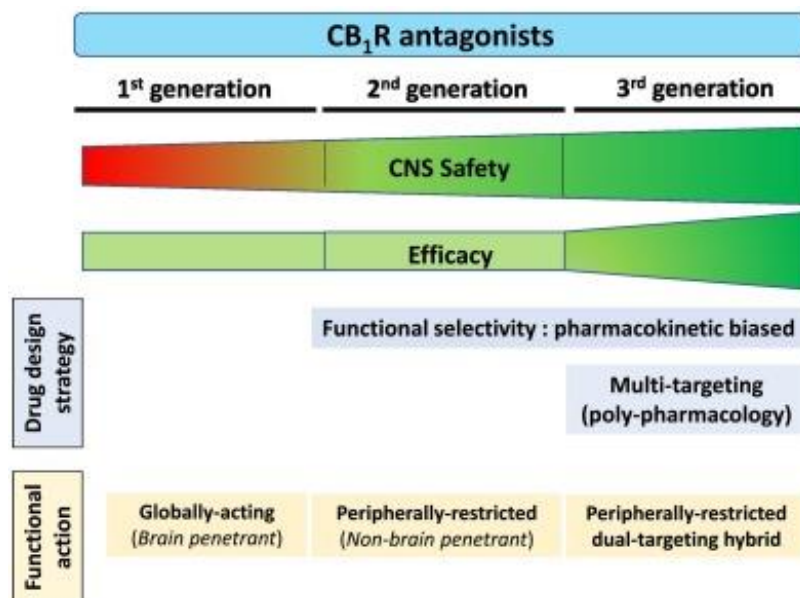 CB₁R antagonists
1st generation
2nd generation
3rd generation
CNS Safety
Efficacy
Drug design
strategy
Functional selectivity : pharmacokinetic biased
Multi-targeting
(poly-pharmacology)
Functional
action
Globally-acting
(Brain penetrant)
Peripherally-restricted
(Non-brain penetrant)
Peripherally-restricted
dual-targeting hybrid